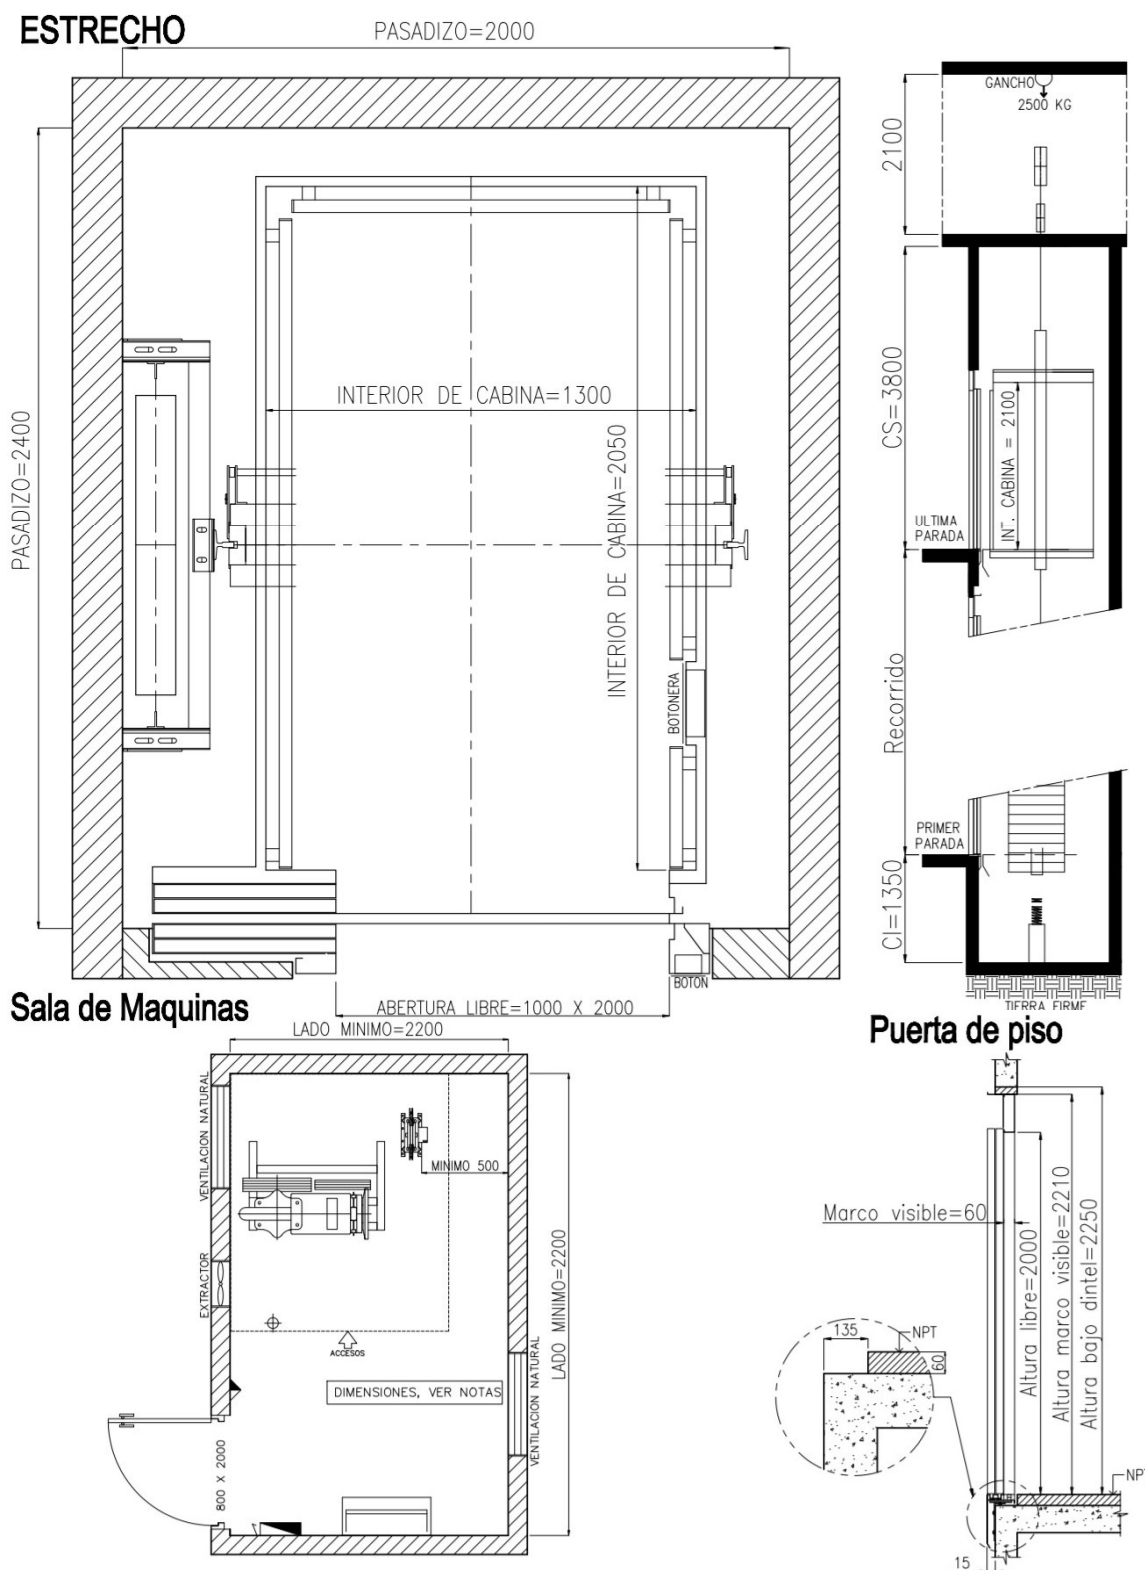 ESTRECHO
PASADIZO=2000
PASADIZO=2400
INTERIOR DE CABINA=1300
INTERIOR DE CABINA=2050
BOTONERA
BOTON
ABERTURA LIBRE=1000 X 2000
GANCHO
2500 KG
2100
CS=3800
INT. CABINA = 2100
ULTIMA
PARADA
Recorrido
PRIMER
PARADA
CI=1350
TIERRA FIRME
Sala de Maquinas
LADO MINIMO=2200
VENTILACION NATURAL
MINIMO 500
EXTRACTOR
LADO MINIMO=2200
ACCESOS
DIMENSIONES, VER NOTAS
VENTILACION NATURAL
800 X 2000
Puerta de piso
Marco visible=60
Altura libre=2000
Altura marco visible=2210
Altura bajo dintel=2250
135
NPT
60
NP
15